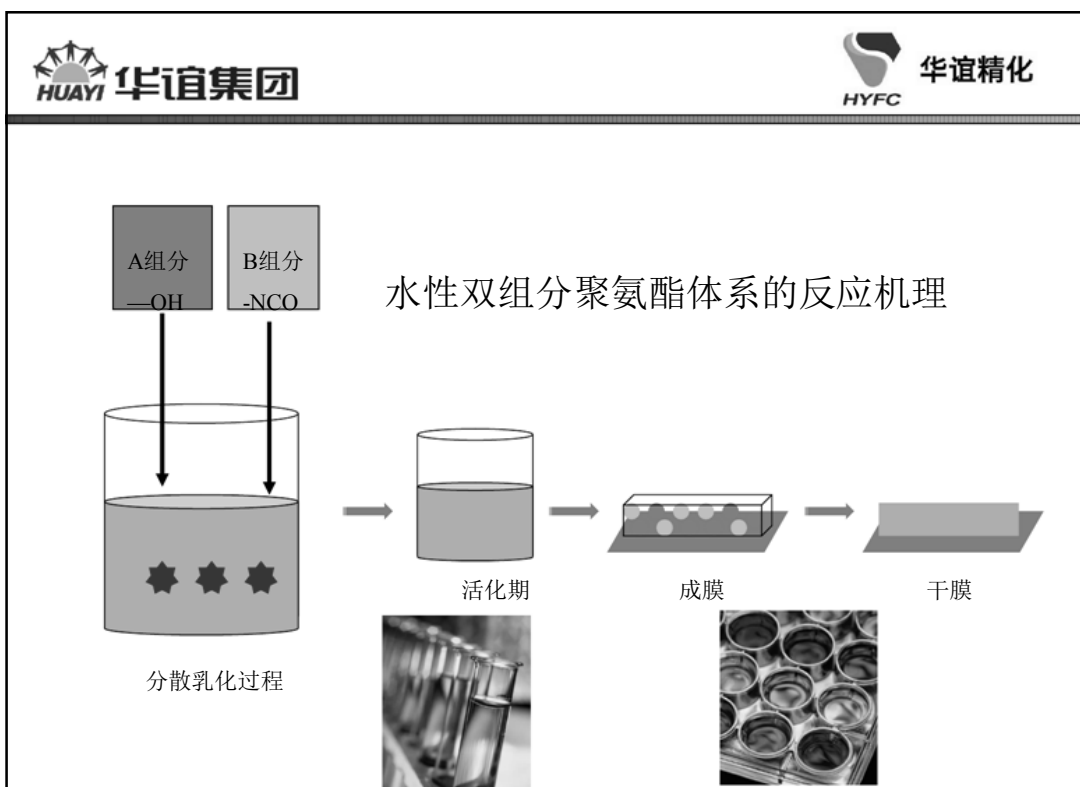 HUAYI 华谊集团
HYFC 华谊精化
A组分
—OH
B组分
-NCO
水性双组分聚氨酯体系的反应机理
活化期
成膜
干膜
分散乳化过程